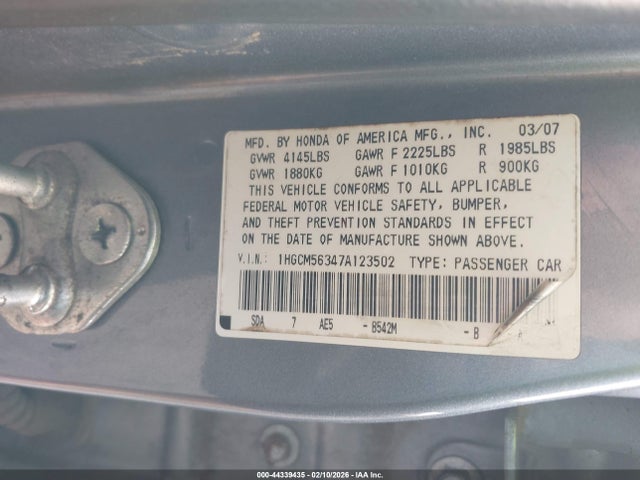 MFD. BY HONDA OF AMERICA MFG., INC. 03/07
GVWR 4145LBS GAWR F 2225LBS R 1985LBS
GVWR 1880KG GAWR F 1010KG R 900KG
THIS VEHICLE CONFORMS TO ALL APPLICABLE
FEDERAL MOTOR VEHICLE SAFETY, BUMPER,
AND THEFT PREVENTION STANDARDS IN EFFECT
ON THE DATE OF MANUFACTURE SHOWN ABOVE.
V.I.N.: 1HGCM56347A123502 TYPE: PASSENGER CAR
SDA 7 AE5 - B542M - B
000-44339435 - 02/10/2026 - IAA Inc.